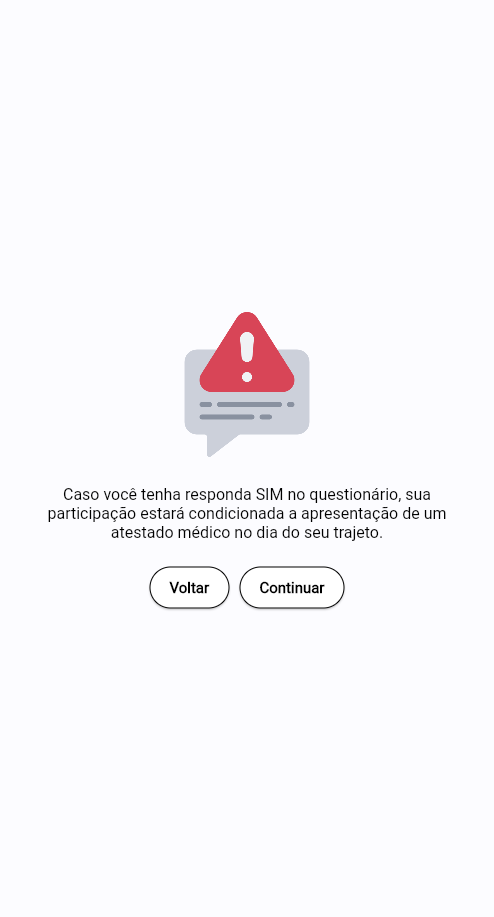 Caso você tenha responda SIM no questionário, sua
participação estará condicionada a apresentação de um
atestado médico no dia do seu trajeto.
Voltar
Continuar